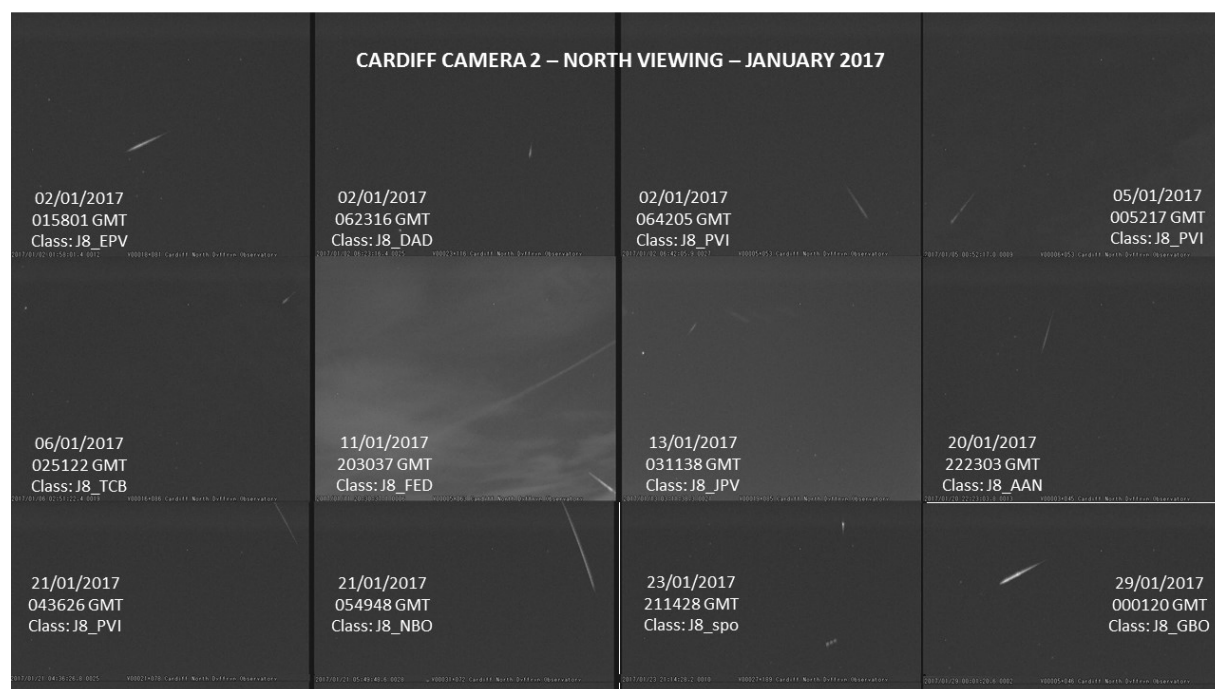 CARDIFF CAMERA 2 – NORTH VIEWING – JANUARY 2017
02/01/2017
015801 GMT
Class: J8_EPV
02/01/2017
062316 GMT
Class: J8_DAD
02/01/2017
064205 GMT
Class: J8_PVI
05/01/2017
005217 GMT
Class: J8_PVI
06/01/2017
025122 GMT
Class: J8_TCB
11/01/2017
203037 GMT
Class: J8_FED
13/01/2017
031138 GMT
Class: J8_JPV
20/01/2017
222303 GMT
Class: J8_AAN
21/01/2017
043626 GMT
Class: J8_PVI
21/01/2017
054948 GMT
Class: J8_NBO
23/01/2017
211428 GMT
Class: J8_spo
29/01/2017
000120 GMT
Class: J8_GBO